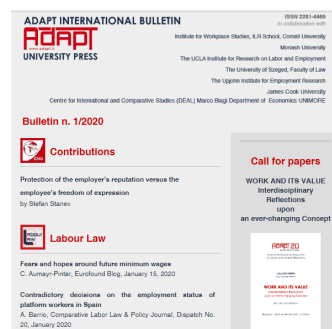 ADAPT INTERNATIONAL BULLETIN
ADAPT
www.adapt.it
UNIVERSITY PRESS
ISSN 2281-4469
in collaboration with
Institute for Workplace Studies, ILR School, Cornell University
Monash University
The UCLA Institute for Research on Labor and Employment
The University of Szeged, Faculty of Law
The Upjohn Institute for Employment Research
James Cook University
Centre for International and Comparative Studies (DEAL) Marco Biagi Department of Economics UNIMORE
Bulletin n. 1/2020
Contributions
Protection of the employer's reputation versus the
employee's freedom of expression
by Stefan Stanev
LABOUR
LAW
Labour Law
Fears and hopes around future minimum wages
C. Aumayr-Pintar, Eurofound Blog, January 15, 2020
Contradictory decisions on the employment status of
platform workers in Spain
A. Barrio, Comparative Labor Law & Policy Journal, Dispatch No.
20, January 2020
Call for papers
WORK AND ITS VALUE
Interdisciplinary
Reflections
upon
an ever-changing Concept
ADAPT 20
WORK AND ITS VALUE